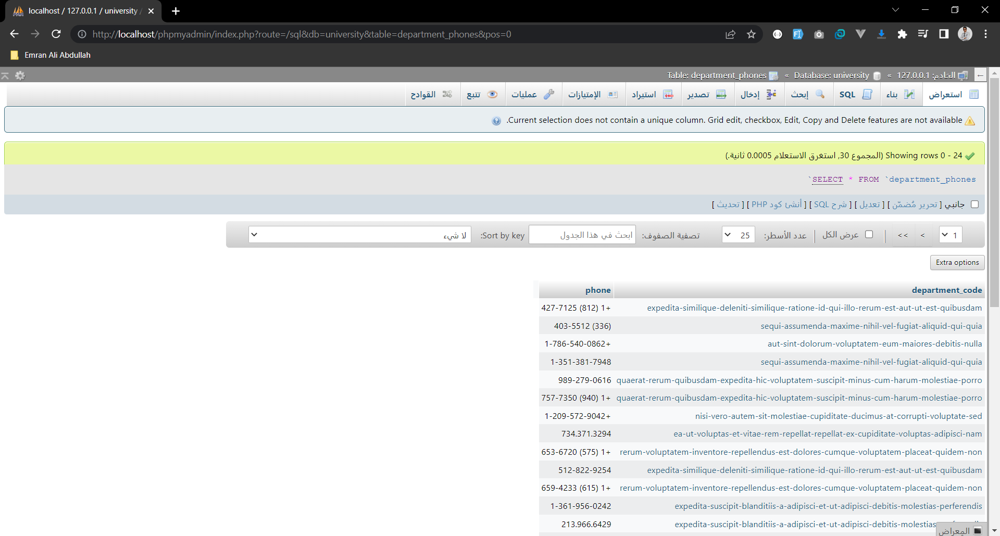 localhost / 127.0.0.1 / university /
http://localhost/phpmyadmin/index.php?route=/sql&db=university&table=department_phones&pos=0
Emran Ali Abdullah
الخادم: 127.0.0.1 » Database: university » Table: department_phones
استعراض بناء SQL إبحث إدخال تصدير استيراد الإمتيازات عمليات تتبع القوادح
Current selection does not contain a unique column. Grid edit, checkbox, Edit, Copy and Delete features are not available.
Showing rows 0 - 24 (المجموع 30, استغرق الاستعلام 0.0005 ثانية.)
SELECT * FROM `department_phones`
جانبي [ تحرير مُضمّن ] [ تعديل ] [ شرح SQL ] [ أنشئ كود PHP ] [ تحديث ]
1 > >> | عرض الكل | عدد الأسطر: 25 تصفية الصفوف: ابحث في هذا الجدول Sort by key: لا شيء
Extra options
department_code phone
expedita-similique-deleniti-similique-ratione-id-qui-illo-rerum-est-aut-ut-est-quibusdam 427-7125 (812) 1+
sequi-assumenda-maxime-nihil-vel-fugiat-aliquid-qui-quia 403-5512 (336)
aut-sint-dolorum-voluptatem-eum-maiores-debitis-nulla 1-786-540-0862+
sequi-assumenda-maxime-nihil-vel-fugiat-aliquid-qui-quia 1-351-381-7948
quaerat-rerum-quibusdam-expedita-hic-voluptatem-suscipit-minus-cum-harum-molestiae-porro 989-279-0616
quaerat-rerum-quibusdam-expedita-hic-voluptatem-suscipit-minus-cum-harum-molestiae-porro 757-7350 (940) 1+
nisi-vero-autem-sit-molestiae-cupiditate-ducimus-at-corrupti-voluptate-sed 1-209-572-9042+
ea-ut-voluptas-et-vitae-rem-repellat-repellat-ex-cupiditate-voluptas-adipisci-nam 734.371.3294
rerum-voluptatem-inventore-repellendus-est-dolores-cumque-voluptatem-placeat-quidem-non 653-6720 (575) 1+
expedita-similique-deleniti-similique-ratione-id-qui-illo-rerum-est-aut-ut-est-quibusdam 512-822-9254
rerum-voluptatem-inventore-repellendus-est-dolores-cumque-voluptatem-placeat-quidem-non 659-4233 (615) 1+
expedita-suscipit-blanditiis-a-adipisci-et-ut-adipisci-debitis-molestias-perferendis 1-361-956-0242
expedita-suscipit-blanditiis-a-adipisci-et-ut-adipisci-debitis-molestias 213.966.6429
المعراض